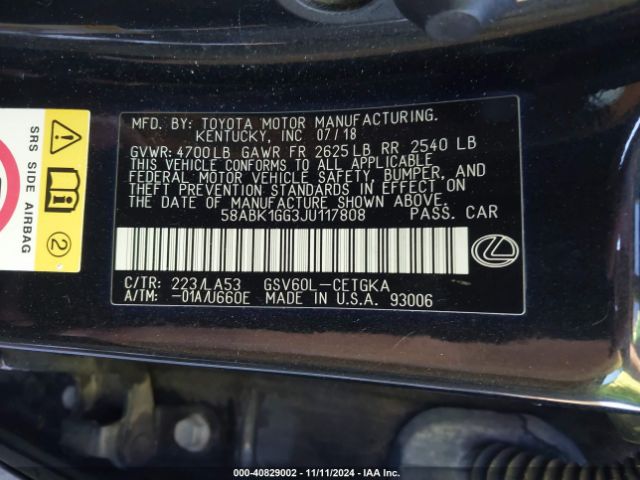 MFD. BY: TOYOTA MOTOR MANUFACTURING.
KENTUCKY, INC 07/18
GVWR: 4700LB GAWR FR 2625LB RR 2540 LB
THIS VEHICLE CONFORMS TO ALL APPLICABLE
FEDERAL MOTOR VEHICLE SAFETY, BUMPER, AND
THEFT PREVENTION STANDARDS IN EFFECT ON
THE DATE OF MANUFACTURE SHOWN ABOVE.
58ABK1GG3JU117808 PASS. CAR
C/TR: 223/LA53 GSV60L-CETGKA
A/TM: -01A/U660E MADE IN U.S.A. 93006
SRS SIDE AIRBAG
2
000-40829002 - 11/11/2024 - IAA Inc.